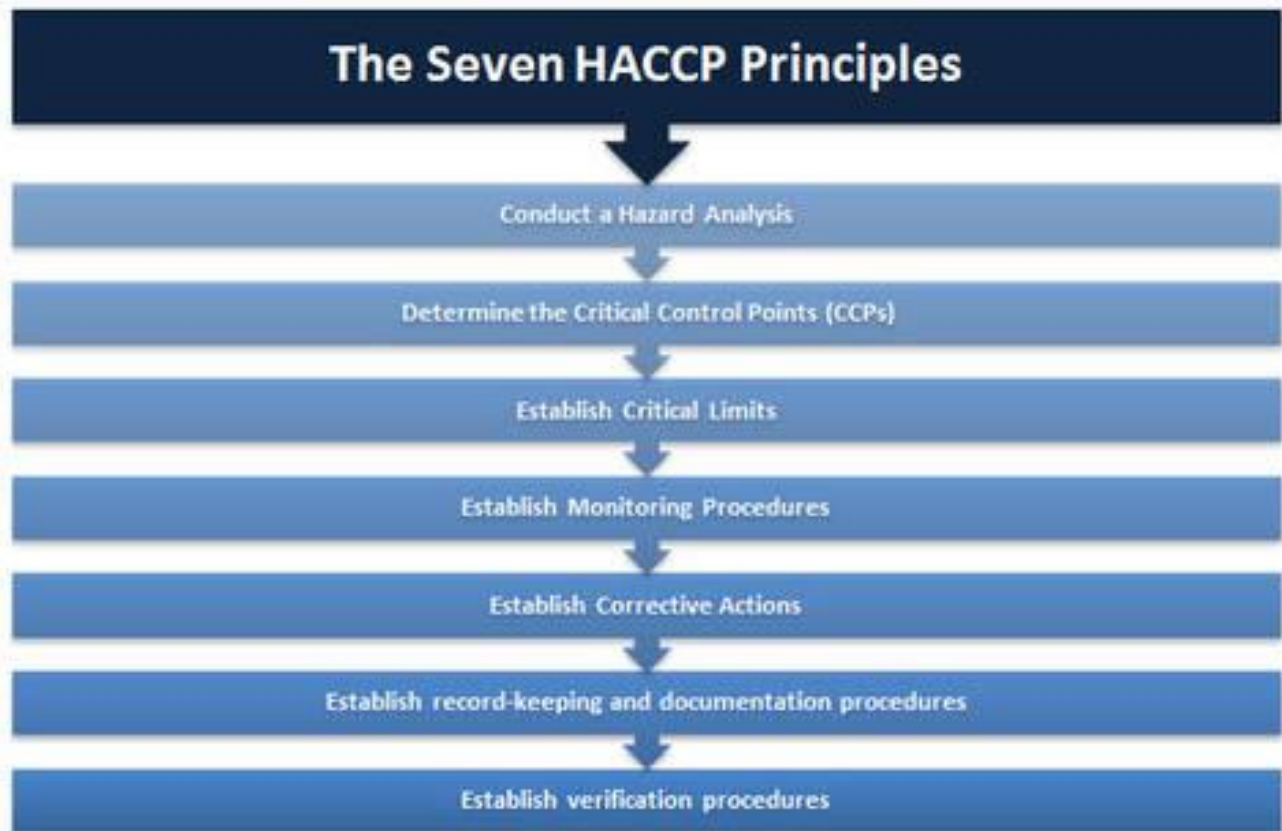 The Seven HACCP Principles
Conduct a Hazard Analysis
Determine the Critical Control Points (CCPs)
Establish Critical Limits
Establish Monitoring Procedures
Establish Corrective Actions
Establish record-keeping and documentation procedures
Establish verification procedures